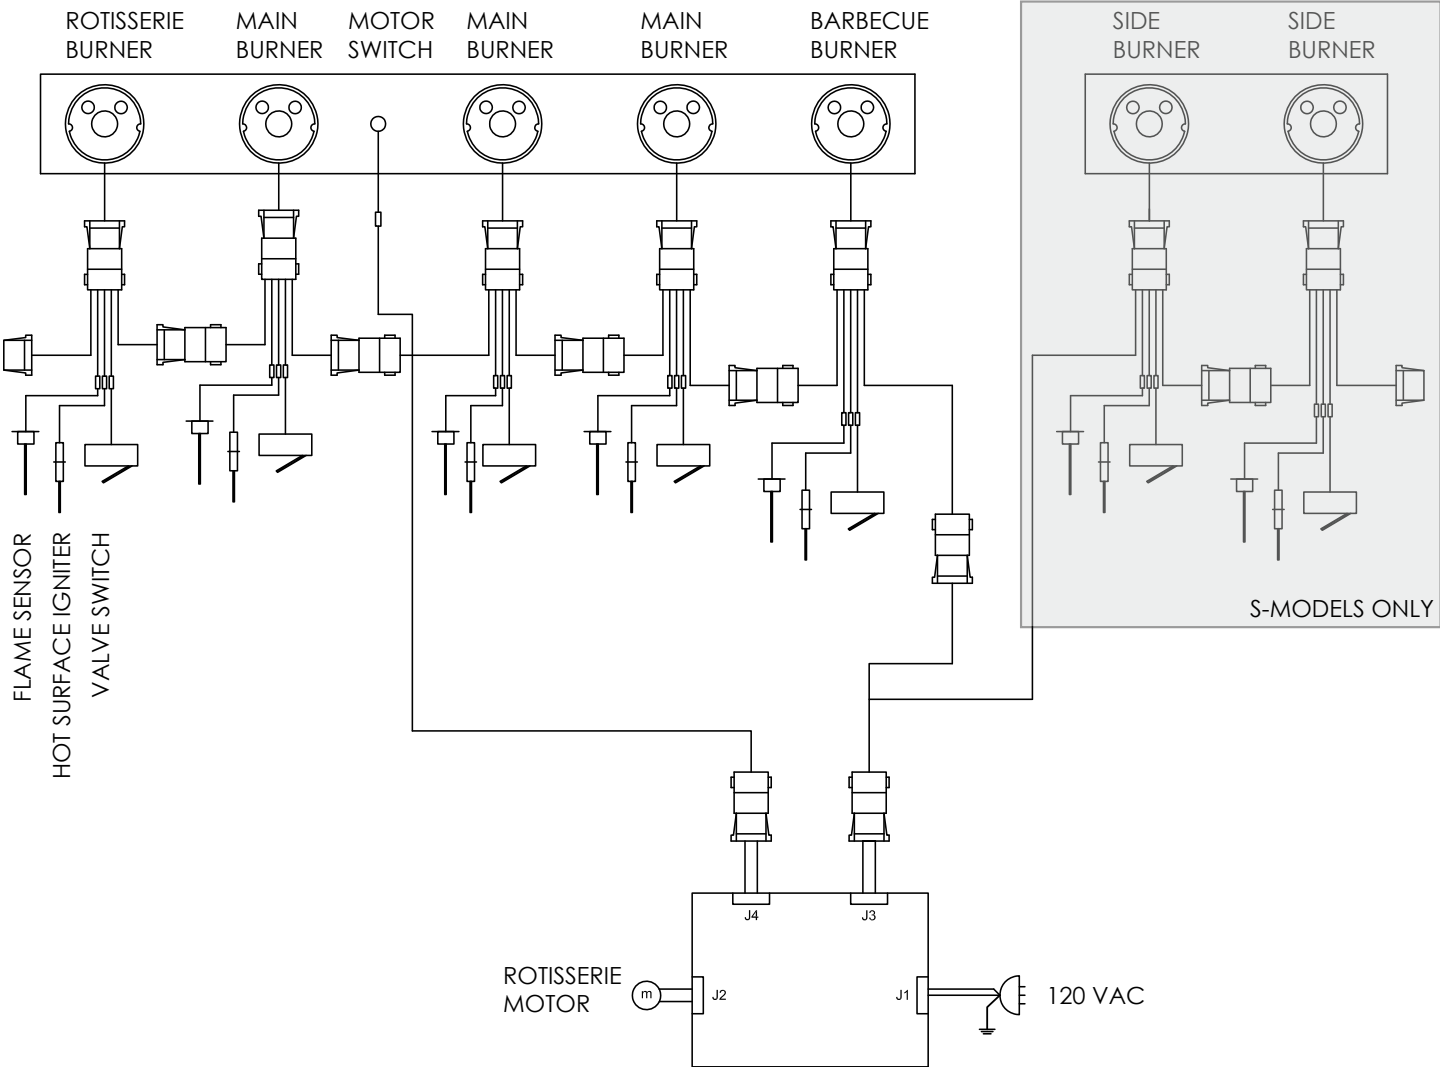 ROTISSERIE
BURNER
MAIN
BURNER
MOTOR
SWITCH
MAIN
BURNER
MAIN
BURNER
BARBECUE
BURNER
SIDE
BURNER
SIDE
BURNER
S-MODELS ONLY
FLAME SENSOR
HOT SURFACE IGNITER
VALVE SWITCH
J4
J3
ROTISSERIE
MOTOR
m
J2
J1
120 VAC